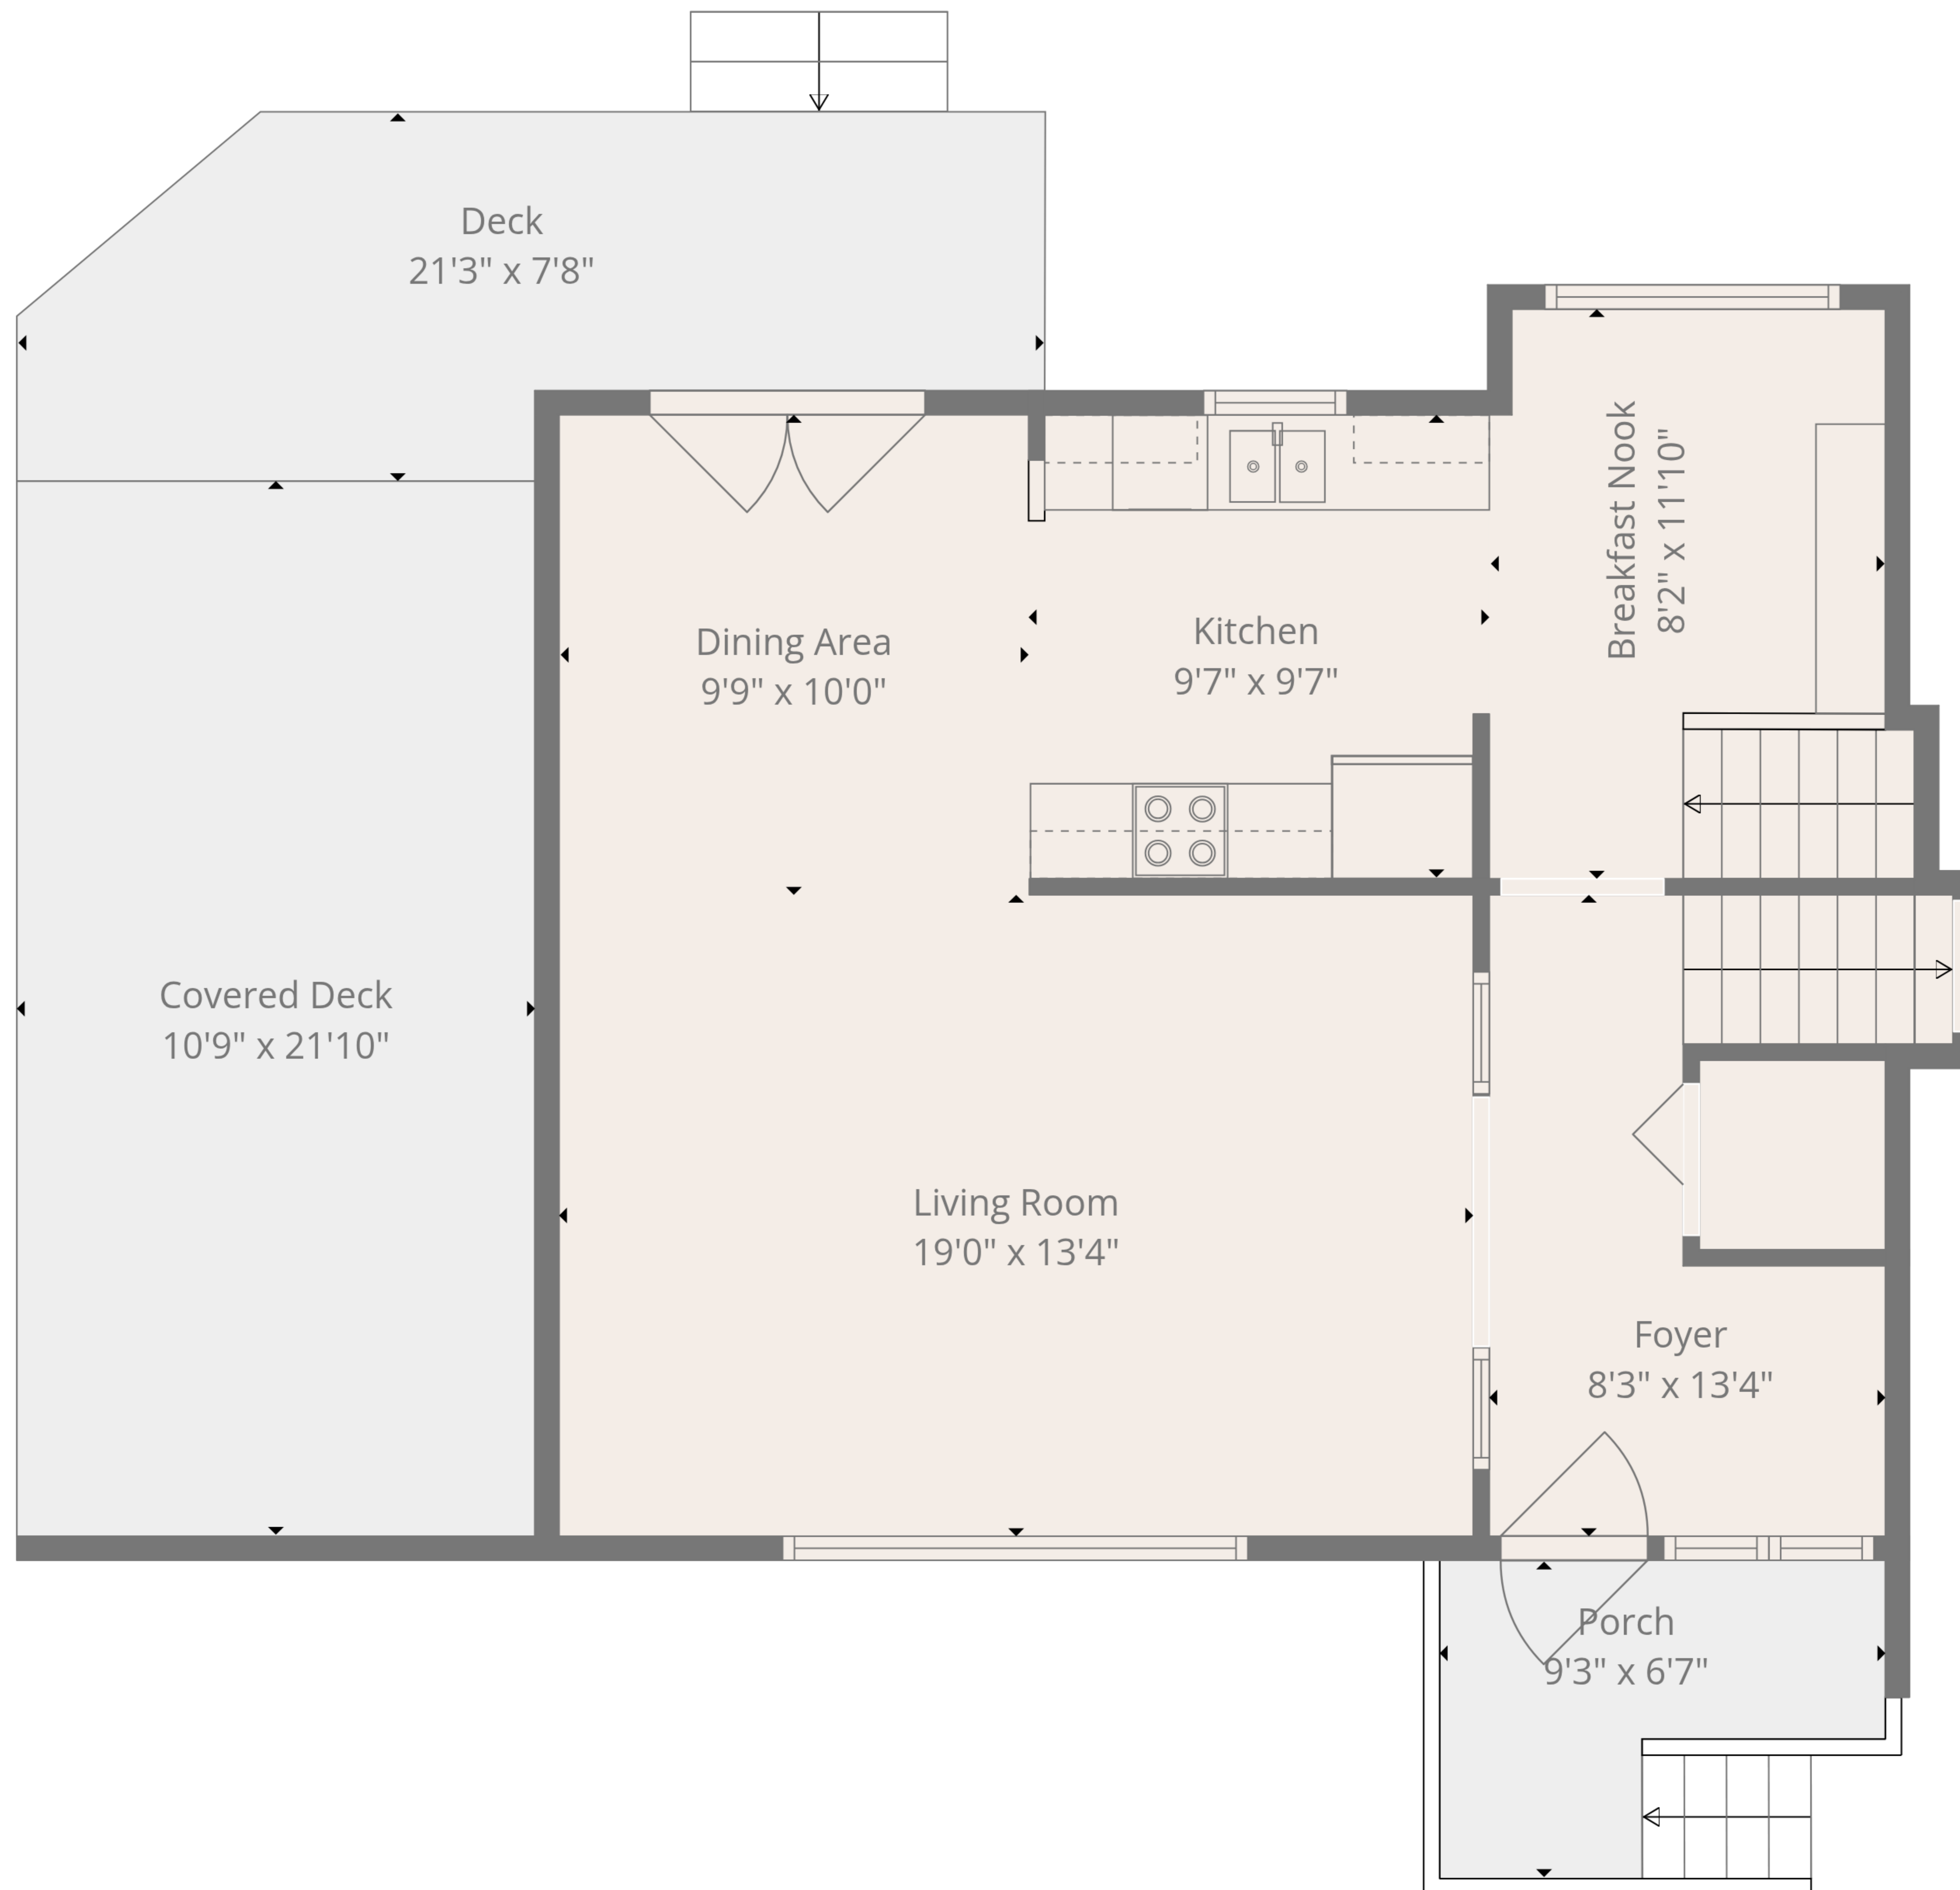 Deck
21'3" x 7'8"
Breakfast Nook
8'2" x 11'10"
Dining Area
9'9" x 10'0"
Kitchen
9'7" x 9'7"
Covered Deck
10'9" x 21'10"
Living Room
19'0" x 13'4"
Foyer
8'3" x 13'4"
Porch
9'3" x 6'7"